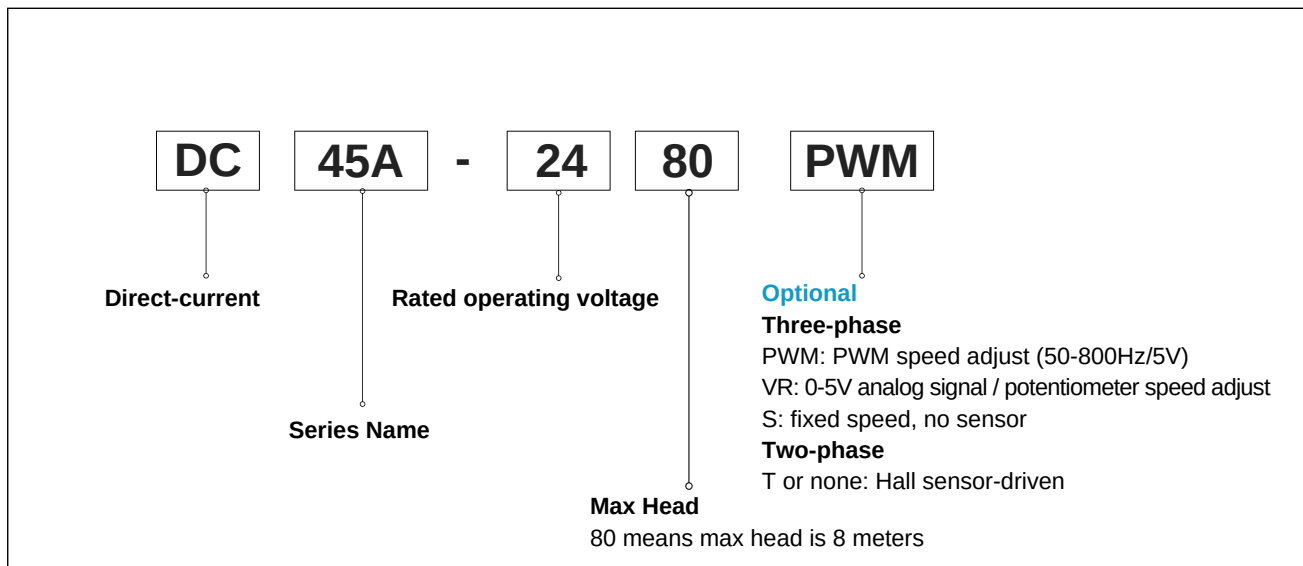 DC 45A - 24 80 PWM
Direct-current
Rated operating voltage
Series Name
Max Head
80 means max head is 8 meters
Optional
Three-phase
PWM: PWM speed adjust (50-800Hz/5V)
VR: 0-5V analog signal / potentiometer speed adjust
S: fixed speed, no sensor
Two-phase
T or none: Hall sensor-driven